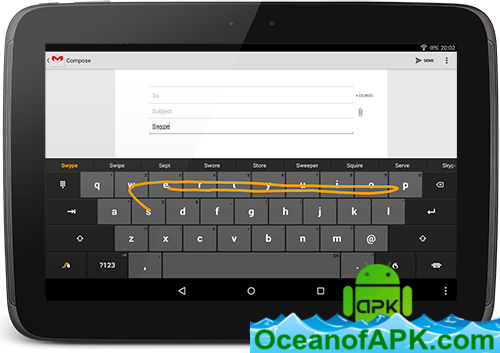 20:02
Compose
SEND
To
+ CC/BCC
Subject
Swype
Swype Swipe Sept Swore Store Sweeper Squire Serve Skyp
q w e r t y u i o p
a s d f g h j k l
z x c v b n m @
?123 , .
APK
OceanofAPK.com